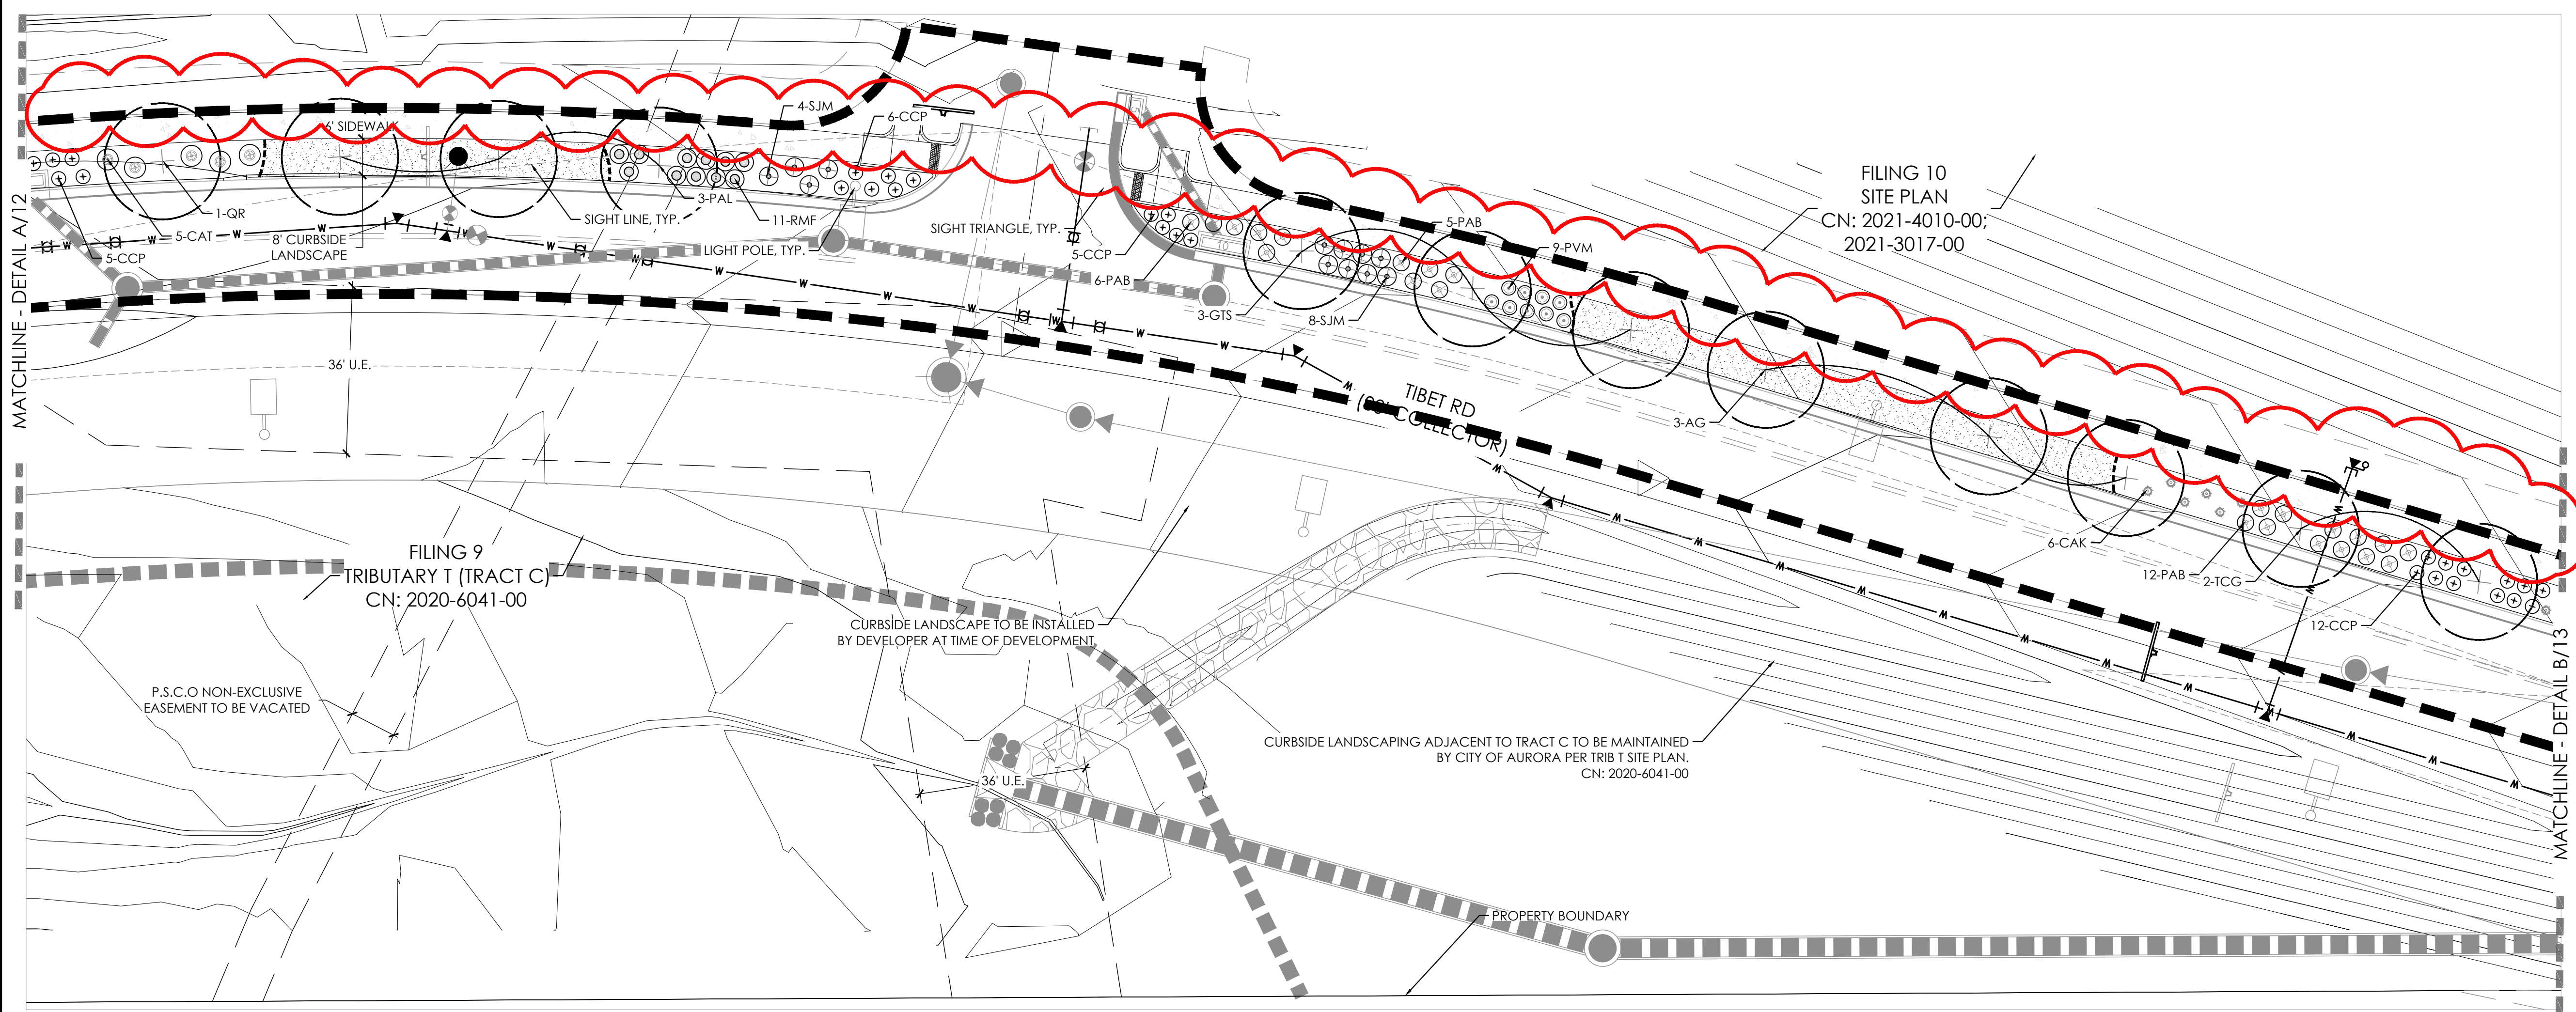 MATCHLINE - DETAIL A/12
6' SIDEWALK
4-SJM
6-CCP
1-QR
5-CAT
5-CCP
8' CURBSIDE
LANDSCAPE
SIGHT LINE, TYP.
3-PAL
11-RMF
LIGHT POLE, TYP.
SIGHT TRIANGLE, TYP.
5-CCP
6-PAB
3-GTS
8-SJM
5-PAB
9-PVM
FILING 10
SITE PLAN
CN: 2021-4010-00;
2021-3017-00
36' U.E.
TIBET RD
COLLECTOR)
3-AG
6-CAK
12-PAB
2-TCG
12-CCP
FILING 9
TRIBUTARY T (TRACT C)
CN: 2020-6041-00
CURBSIDE LANDSCAPE TO BE INSTALLED
BY DEVELOPER AT TIME OF DEVELOPMENT.
P.S.C.O NON-EXCLUSIVE
EASEMENT TO BE VACATED
36' U.E.
CURBSIDE LANDSCAPING ADJACENT TO TRACT C TO BE MAINTAINED
BY CITY OF AURORA PER TRIB T SITE PLAN.
CN: 2020-6041-00
PROPERTY BOUNDARY
MATCHLINE - DETAIL B/13